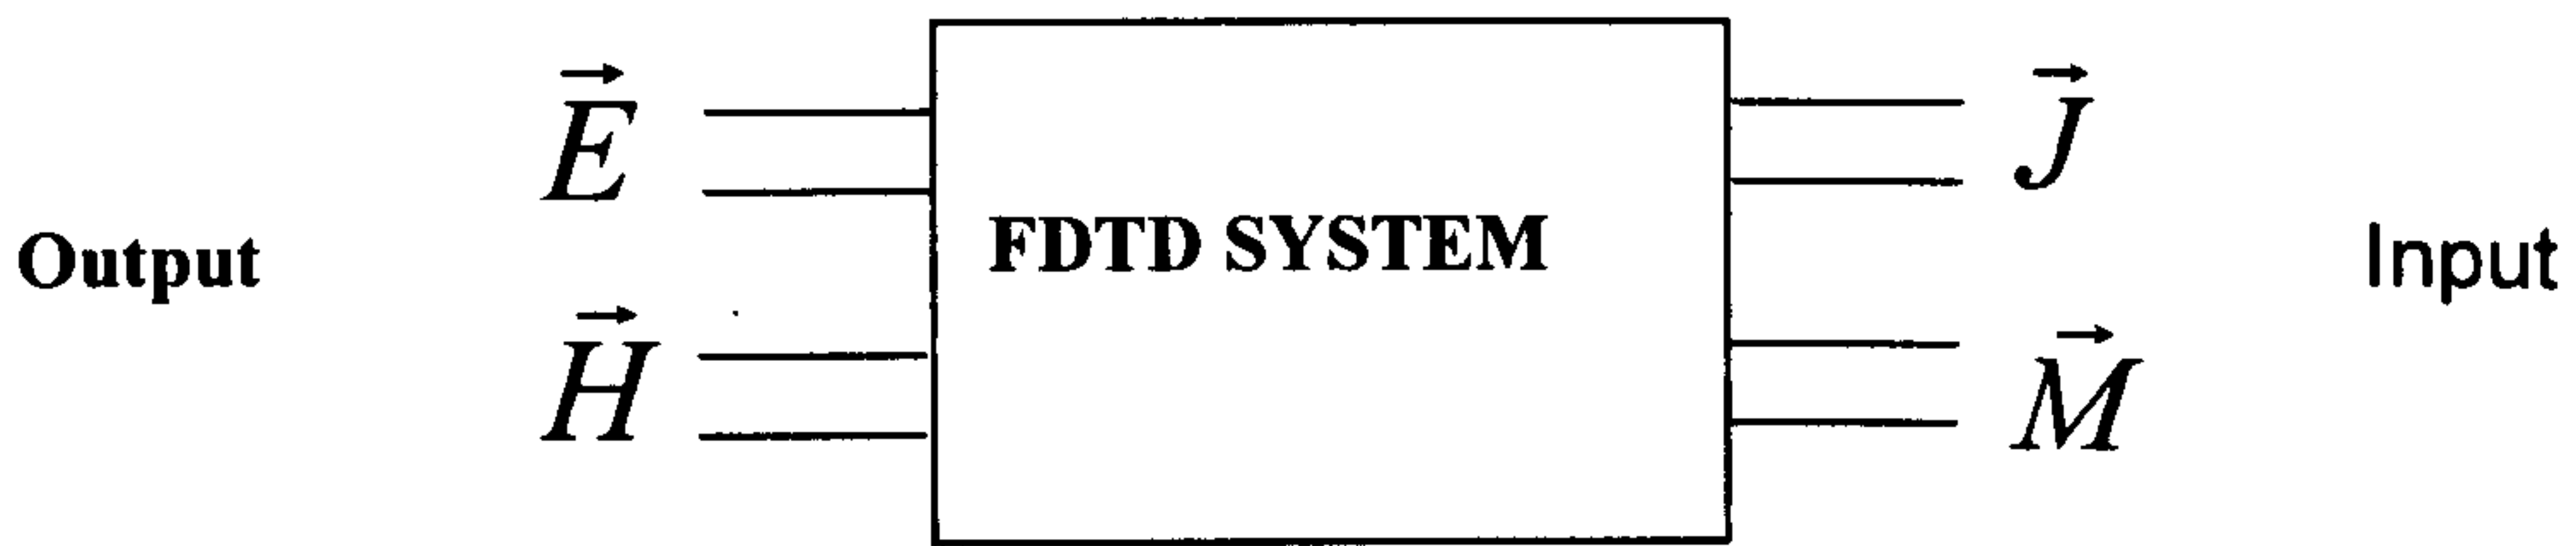 E⃗
J⃗
FDTD SYSTEM
Output
Input
H⃗
M⃗